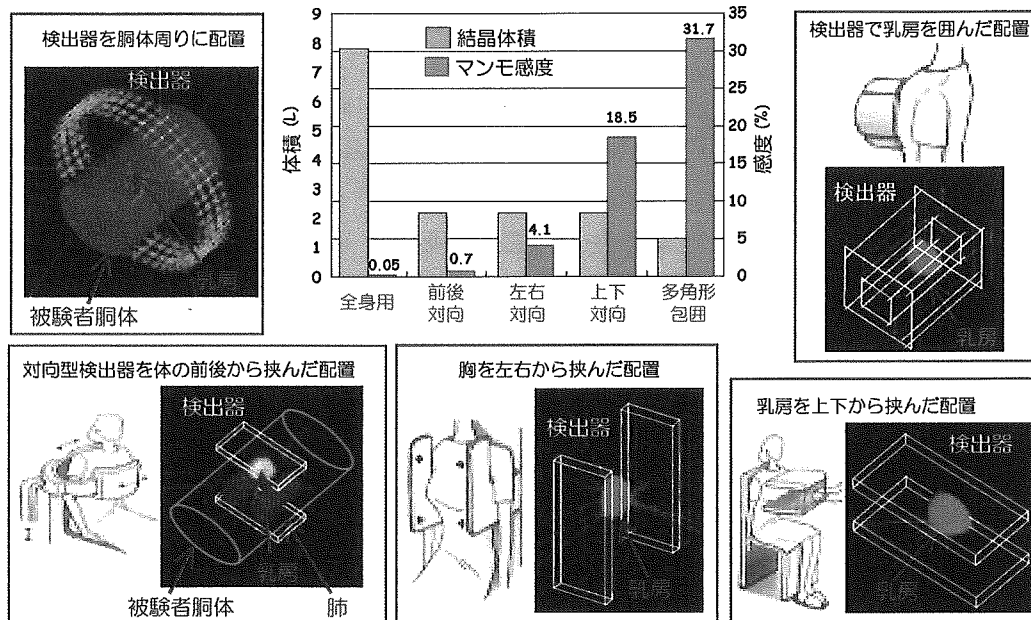 検出器を胴体周りに配置
検出器
乳房
被験者胴体
9
8
7
6
5
4
3
2
1
0
体積 (L)
結晶体積
マンモ感度
0.05
0.7
4.1
18.5
31.7
35
30
25
20
15
10
5
0
感度 (%)
全身用
前後
対向
左右
対向
上下
対向
多角形
包囲
検出器で乳房を囲んだ配置
検出器
乳房
対向型検出器を体の前後から挟んだ配置
検出器
乳房
被験者胴体
肺
胸を左右から挟んだ配置
検出器
乳房
乳房を上下から挟んだ配置
検出器
乳房